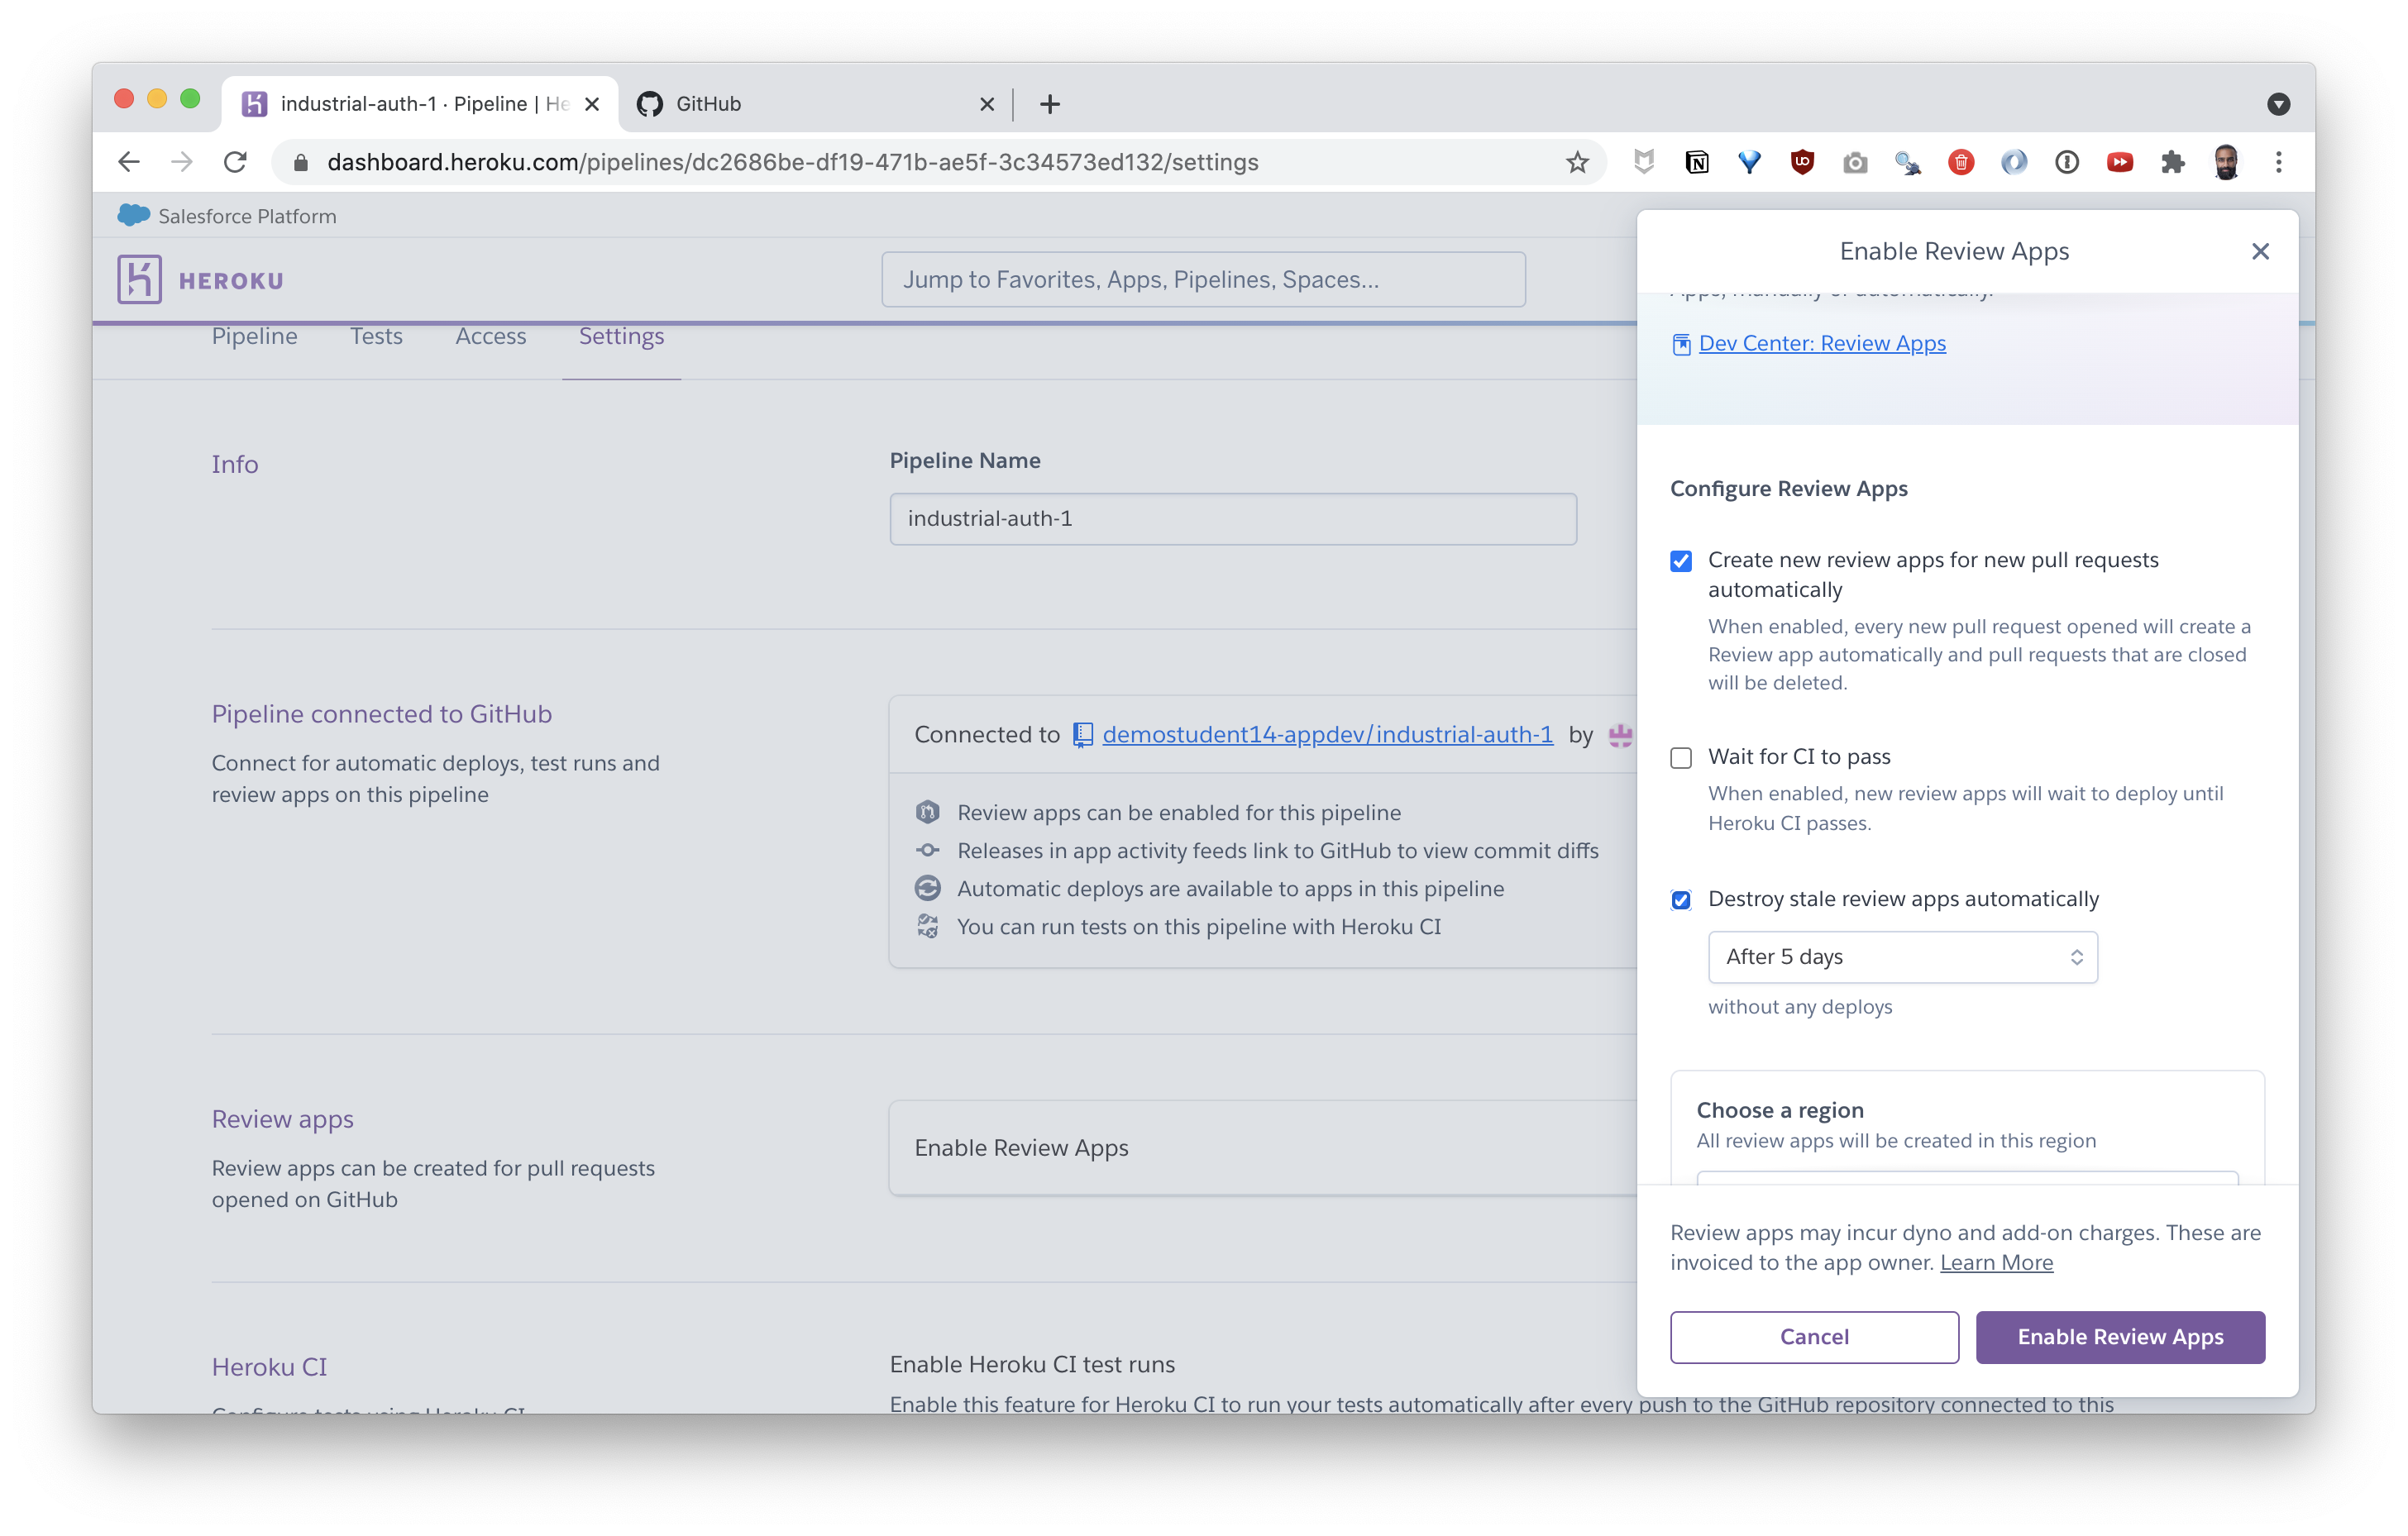 industrial-auth-1 · Pipeline | He
GitHub
dashboard.heroku.com/pipelines/dc2686be-df19-471b-ae5f-3c34573ed132/settings
Salesforce Platform
HEROKU
Jump to Favorites, Apps, Pipelines, Spaces...
Pipeline
Tests
Access
Settings
Info
Pipeline Name
industrial-auth-1
Pipeline connected to GitHub
Connect for automatic deploys, test runs and
review apps on this pipeline
Connected to demostudent14-appdev/industrial-auth-1 by
Review apps can be enabled for this pipeline
Releases in app activity feeds link to GitHub to view commit diffs
Automatic deploys are available to apps in this pipeline
You can run tests on this pipeline with Heroku CI
Review apps
Review apps can be created for pull requests
opened on GitHub
Enable Review Apps
Heroku CI
Configure tests using Heroku CI
Enable Heroku CI test runs
Enable this feature for Heroku CI to run your tests automatically after every push to the GitHub repository connected to this
Enable Review Apps
Apps, manually or automatically.
Dev Center: Review Apps
Configure Review Apps
Create new review apps for new pull requests
automatically
When enabled, every new pull request opened will create a
Review app automatically and pull requests that are closed
will be deleted.
Wait for CI to pass
When enabled, new review apps will wait to deploy until
Heroku CI passes.
Destroy stale review apps automatically
After 5 days
without any deploys
Choose a region
All review apps will be created in this region
Review apps may incur dyno and add-on charges. These are
invoiced to the app owner. Learn More
Cancel
Enable Review Apps